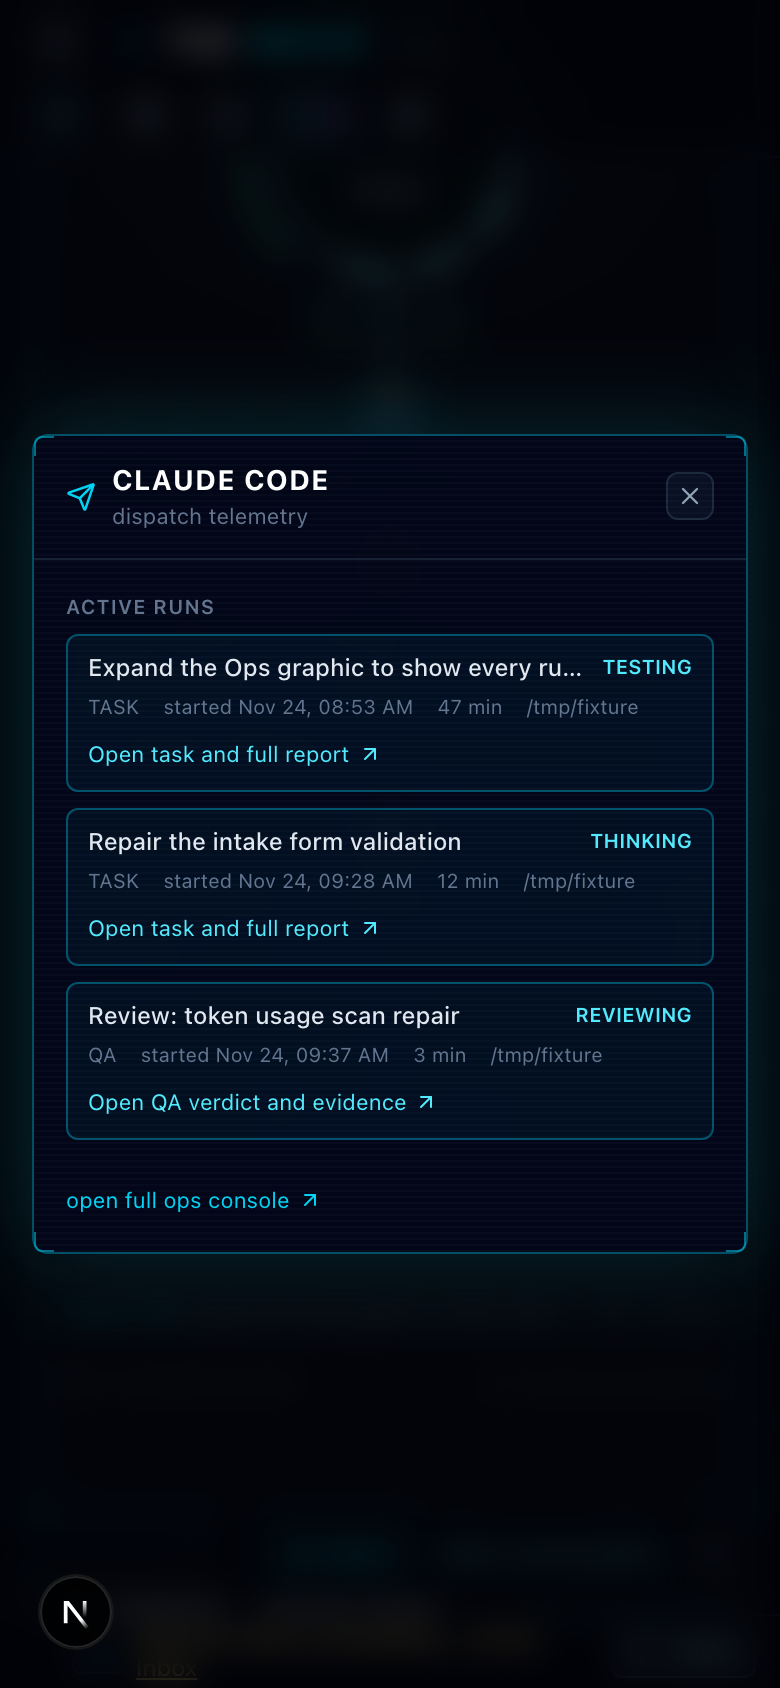 CLAUDE CODE
dispatch telemetry
ACTIVE RUNS
Expand the Ops graphic to show every ru... TESTING
TASK started Nov 24, 08:53 AM 47 min /tmp/fixture
Open task and full report
Repair the intake form validation THINKING
TASK started Nov 24, 09:28 AM 12 min /tmp/fixture
Open task and full report
Review: token usage scan repair REVIEWING
QA started Nov 24, 09:37 AM 3 min /tmp/fixture
Open QA verdict and evidence
open full ops console
N
inbox